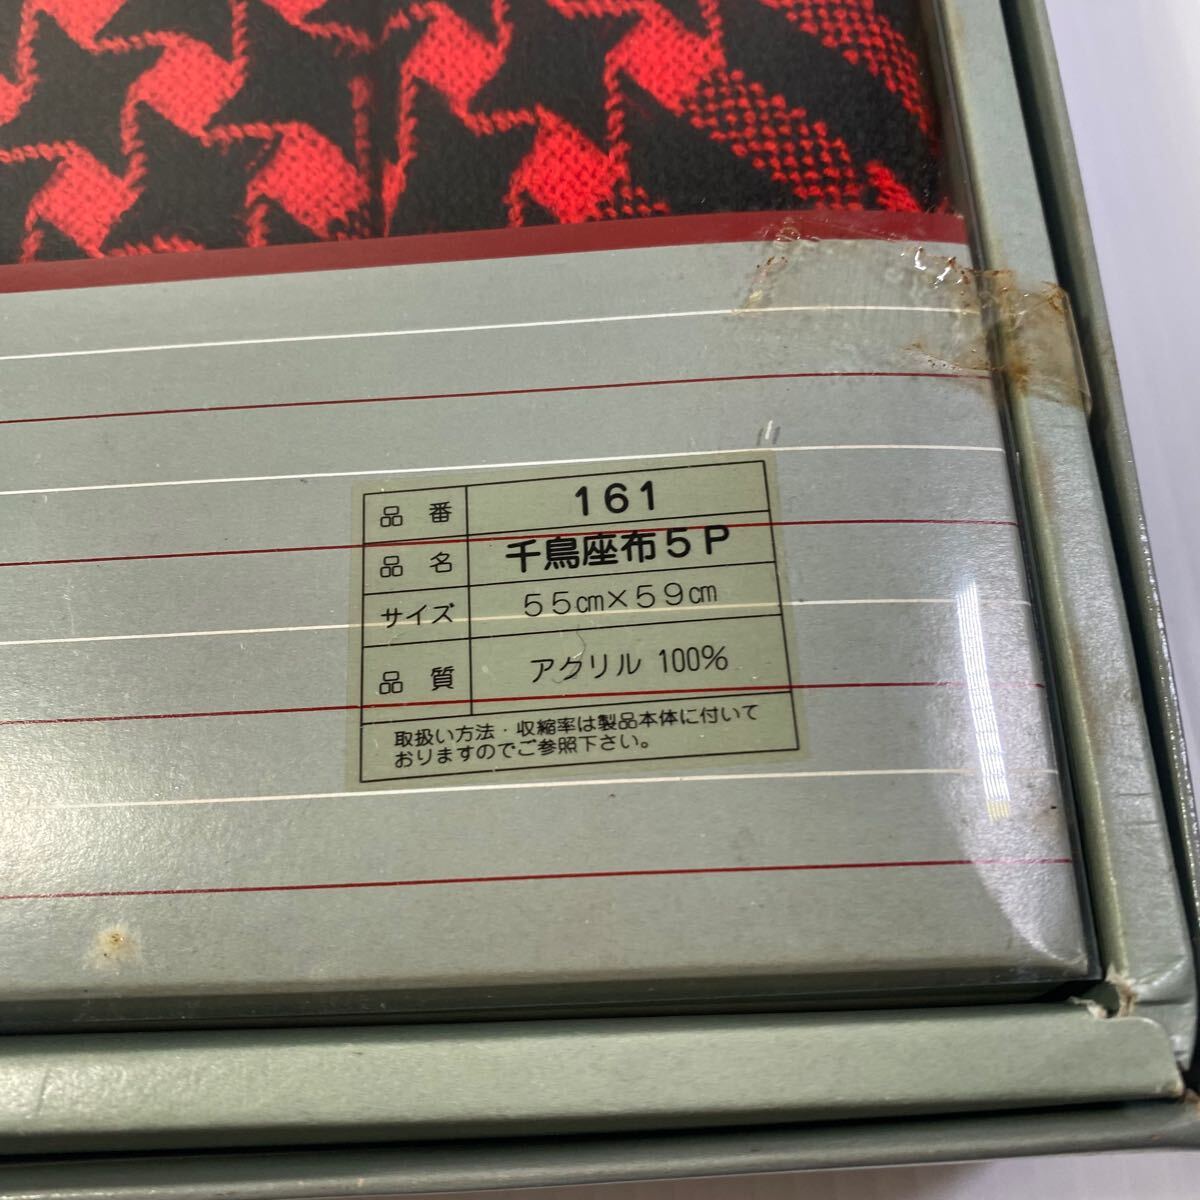 品番 161
品名 千鳥座布5P
サイズ 55㎝×59㎝
品質 アクリル 100%
取扱い方法・収縮率は製品本体に付いて
おりますのでご参照下さい。